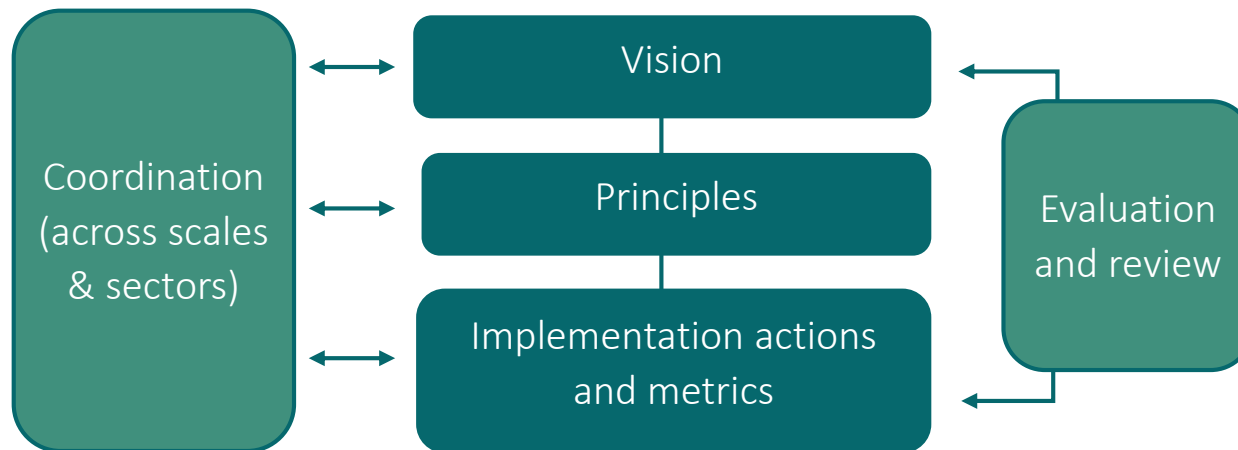 Coordination
(across scales
& sectors)
Vision
Principles
Implementation actions
and metrics
Evaluation
and review